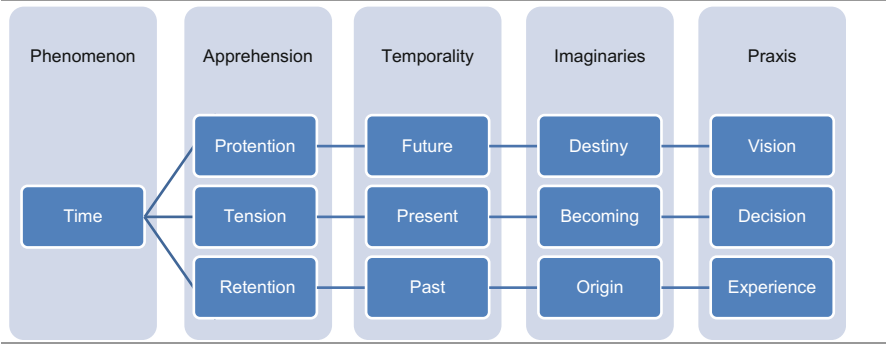 Phenomenon
Apprehension
Temporality
Imaginaries
Praxis
Time
Protention
Future
Destiny
Vision
Tension
Present
Becoming
Decision
Retention
Past
Origin
Experience